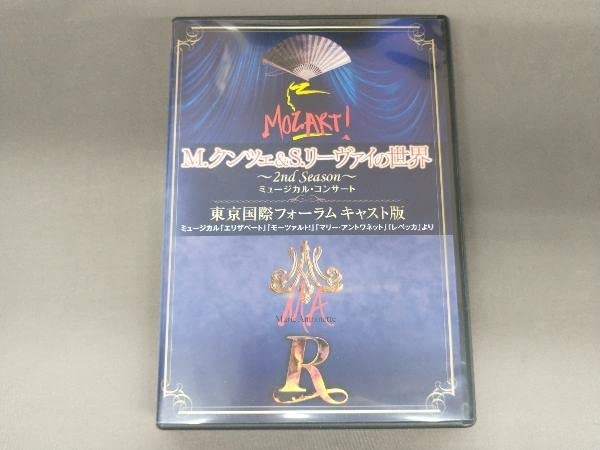 MOZART!
M.クンツェ&S.リーヴァイの世界
～2nd Season～
ミュージカル・コンサート
東京国際フォーラム キャスト版
ミュージカル「エリザベート」「モーツァルト!」「マリー・アントワネット」「レベッカ」より
MA
Marie Antoinette
R